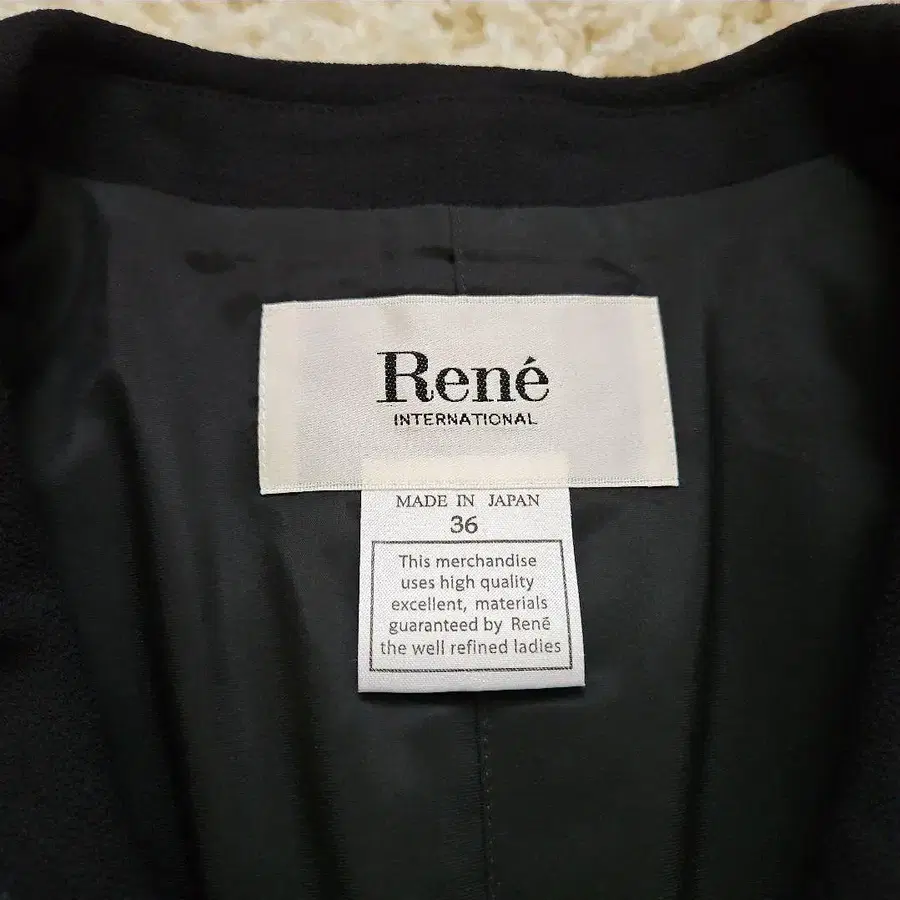 René
INTERNATIONAL
MADE IN JAPAN
36
This merchandise
uses high quality
excellent, materials
guaranteed by René
the well refined ladies